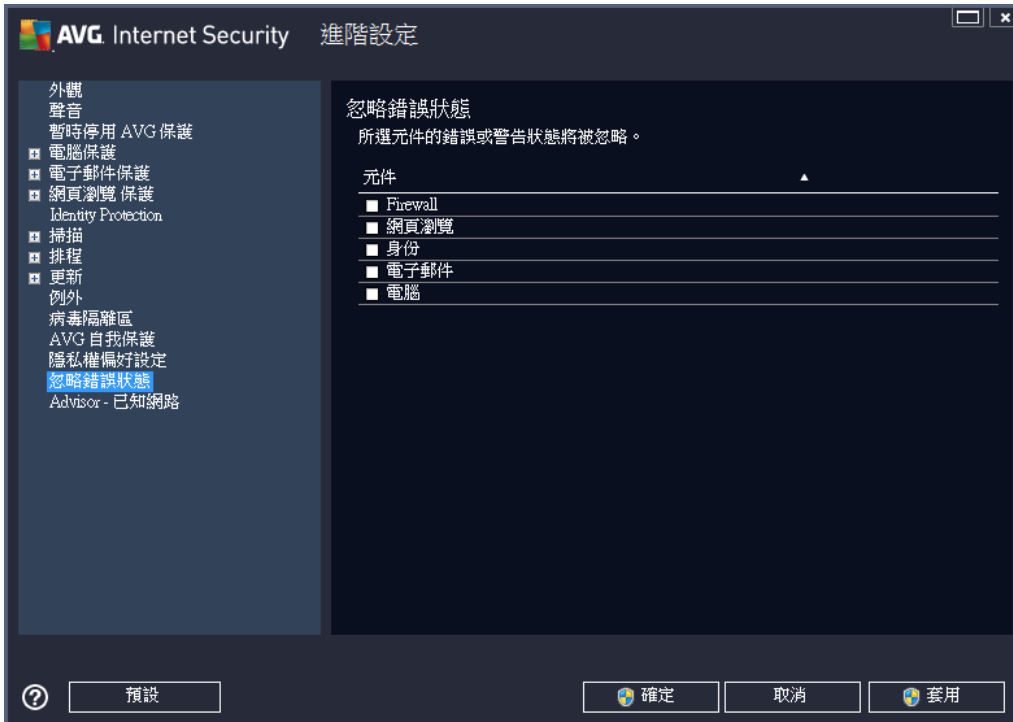 AVG. Internet Security 進階設定
外觀
聲音
暫時停用 AVG 保護
電腦保護
電子郵件保護
網頁瀏覽 保護
Identity Protection
掃描
排程
更新
例外
病毒隔離區
AVG 自我保護
隱私權偏好設定
忽略錯誤狀態
Advisor - 已知網路
忽略錯誤狀態
所選元件的錯誤或警告狀態將被忽略。
元件
Firewall
網頁瀏覽
身份
電子郵件
電腦
預設
確定
取消
套用